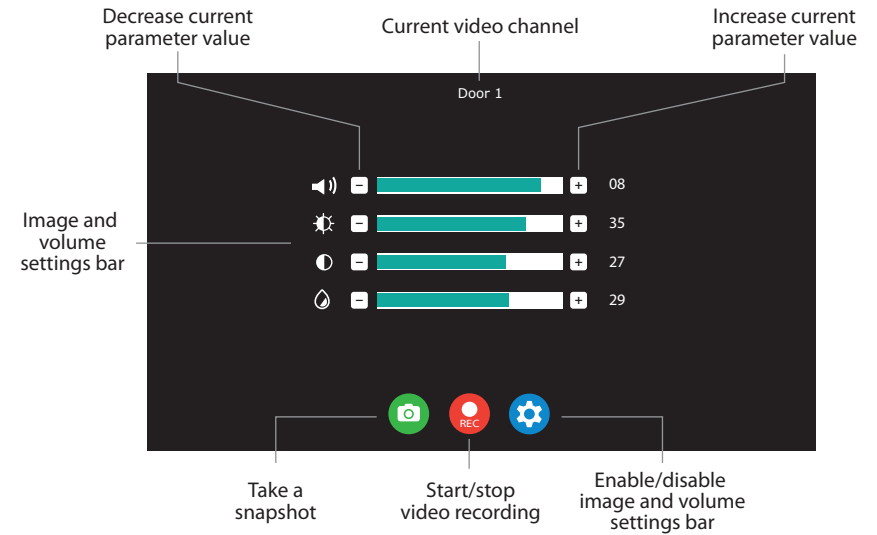 Decrease current
parameter value
Current video channel
Increase current
parameter value
Door 1
08
Image and
volume
settings bar
35
27
29
REC
Take a
snapshot
Start/stop
video recording
Enable/disable
image and volume
settings bar